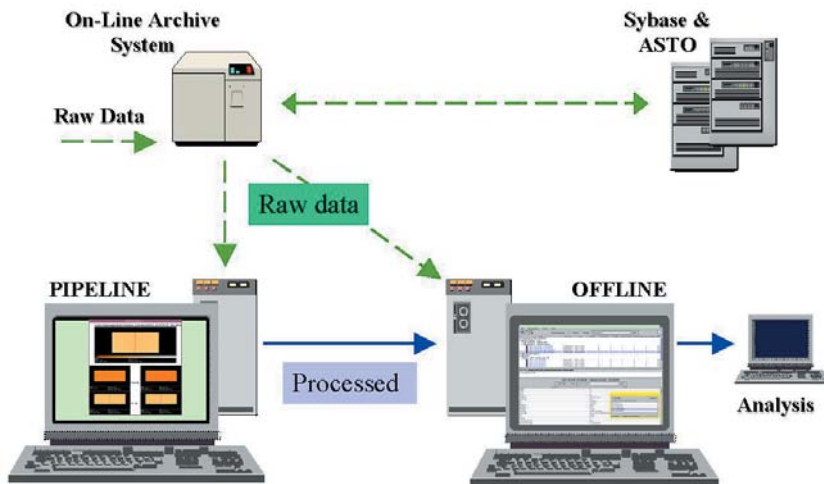 On-Line Archive
System
Sybase &
ASTO
Raw Data
Raw data
PIPELINE
OFFLINE
Processed
Analysis